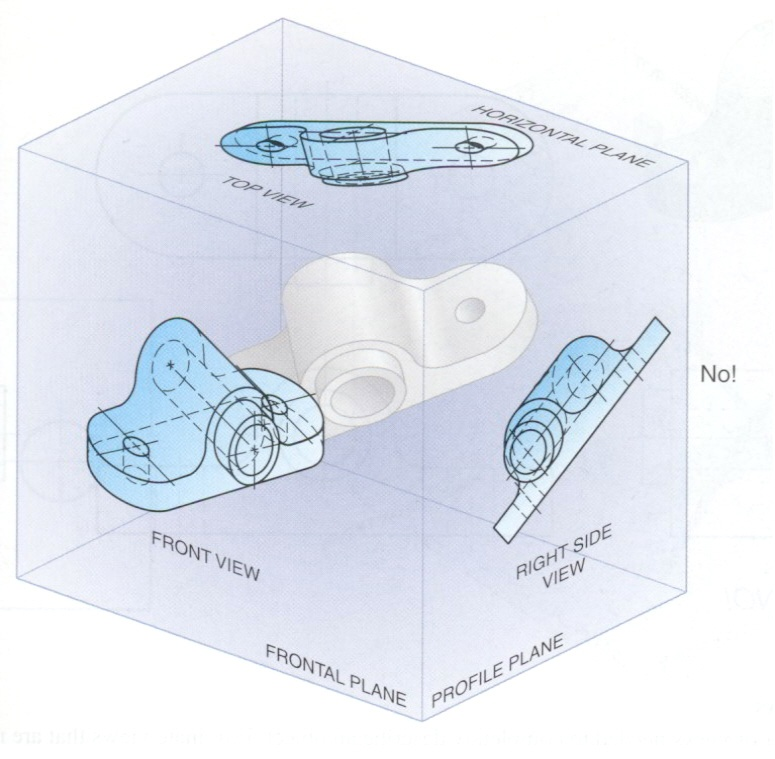 HORIZONTAL PLANE
TOP VIEW
No!
FRONT VIEW
RIGHT SIDE
VIEW
FRONTAL PLANE
PROFILE PLANE